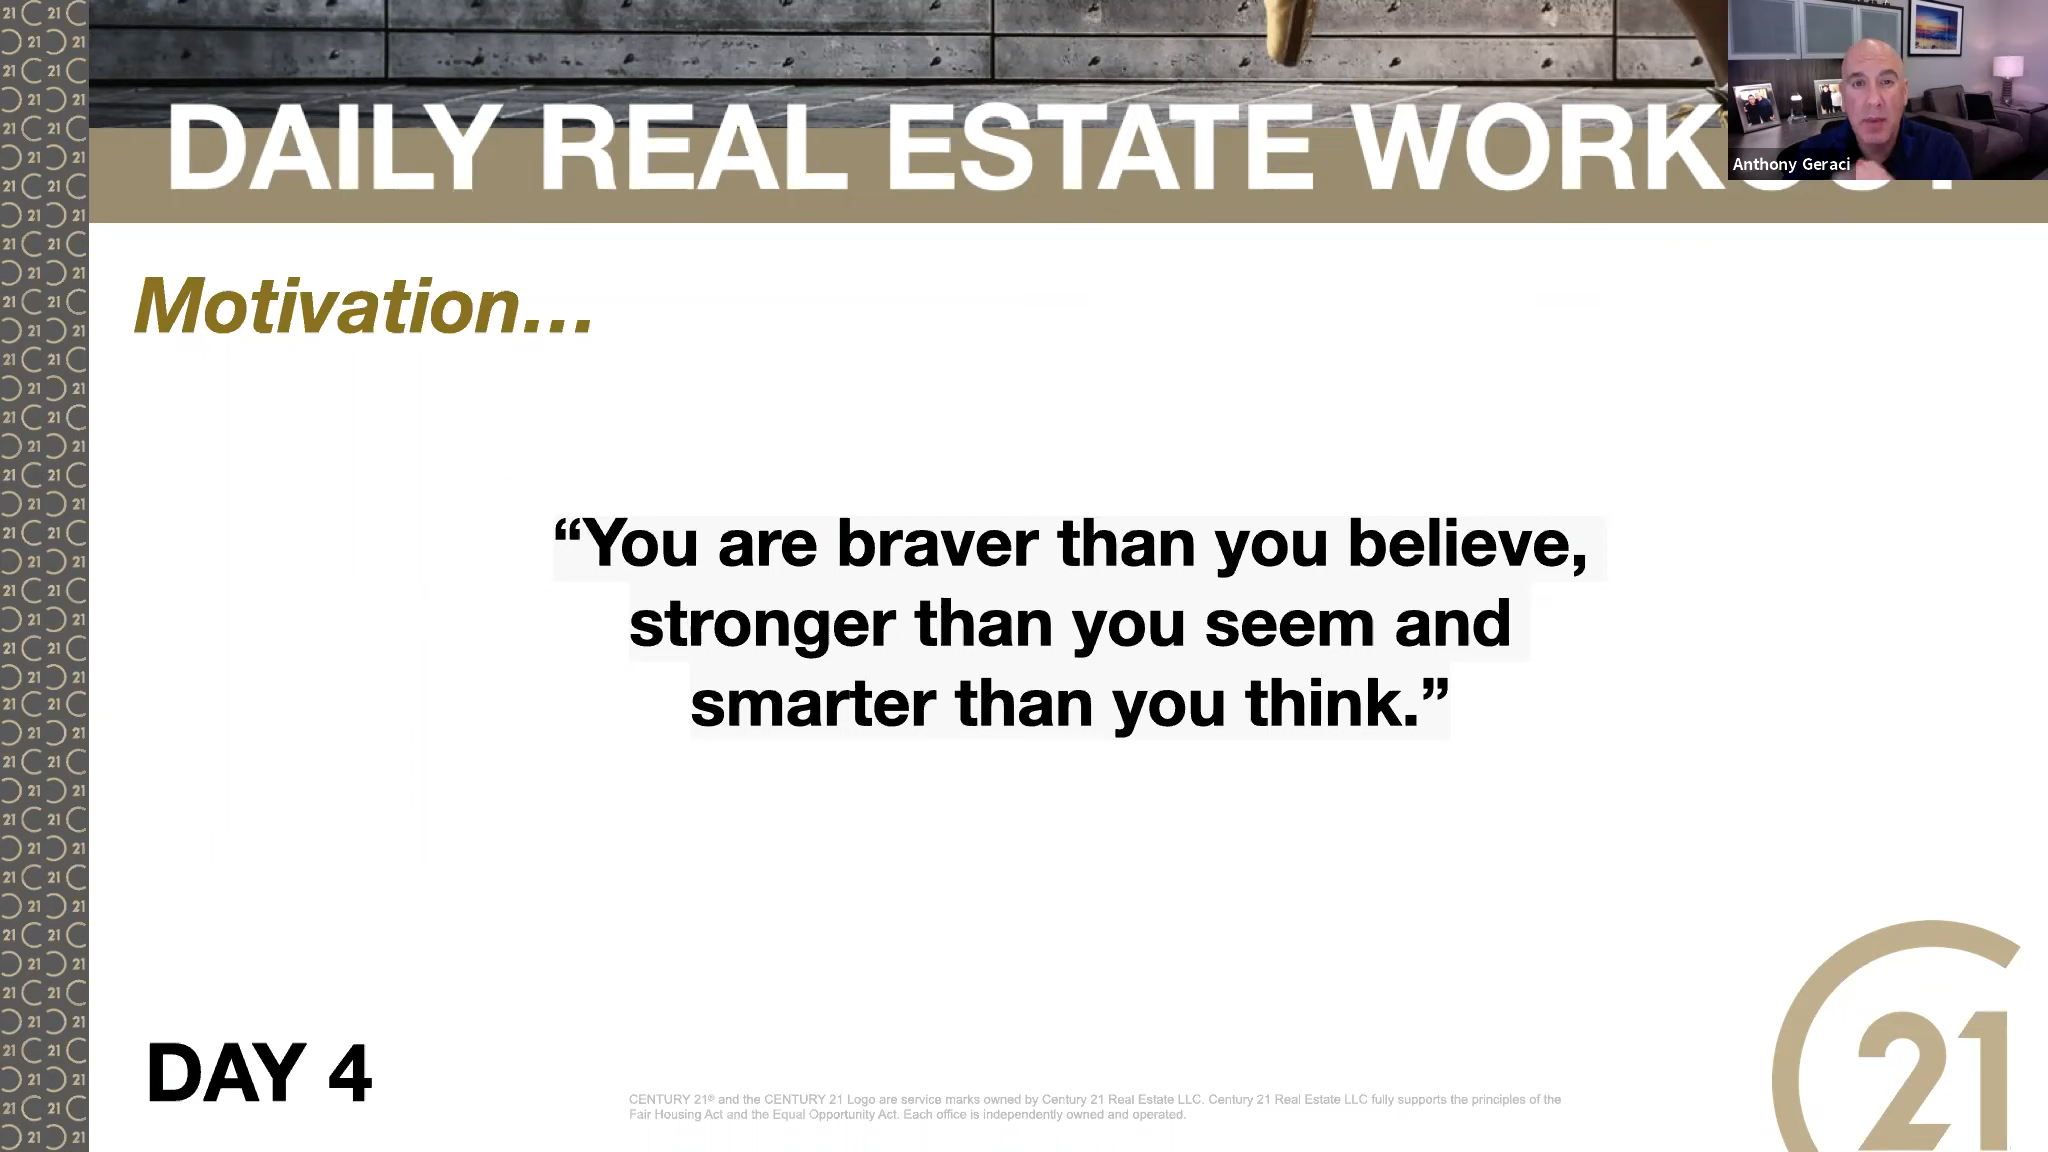 DAILY REAL ESTATE WORK
Anthony Geraci
Motivation...
“You are braver than you believe,
stronger than you seem and
smarter than you think.”
DAY 4
CENTURY 21® and the CENTURY 21 Logo are service marks owned by Century 21 Real Estate LLC. Century 21 Real Estate LLC fully supports the principles of the
Fair Housing Act and the Equal Opportunity Act. Each office is independently owned and operated.
C21